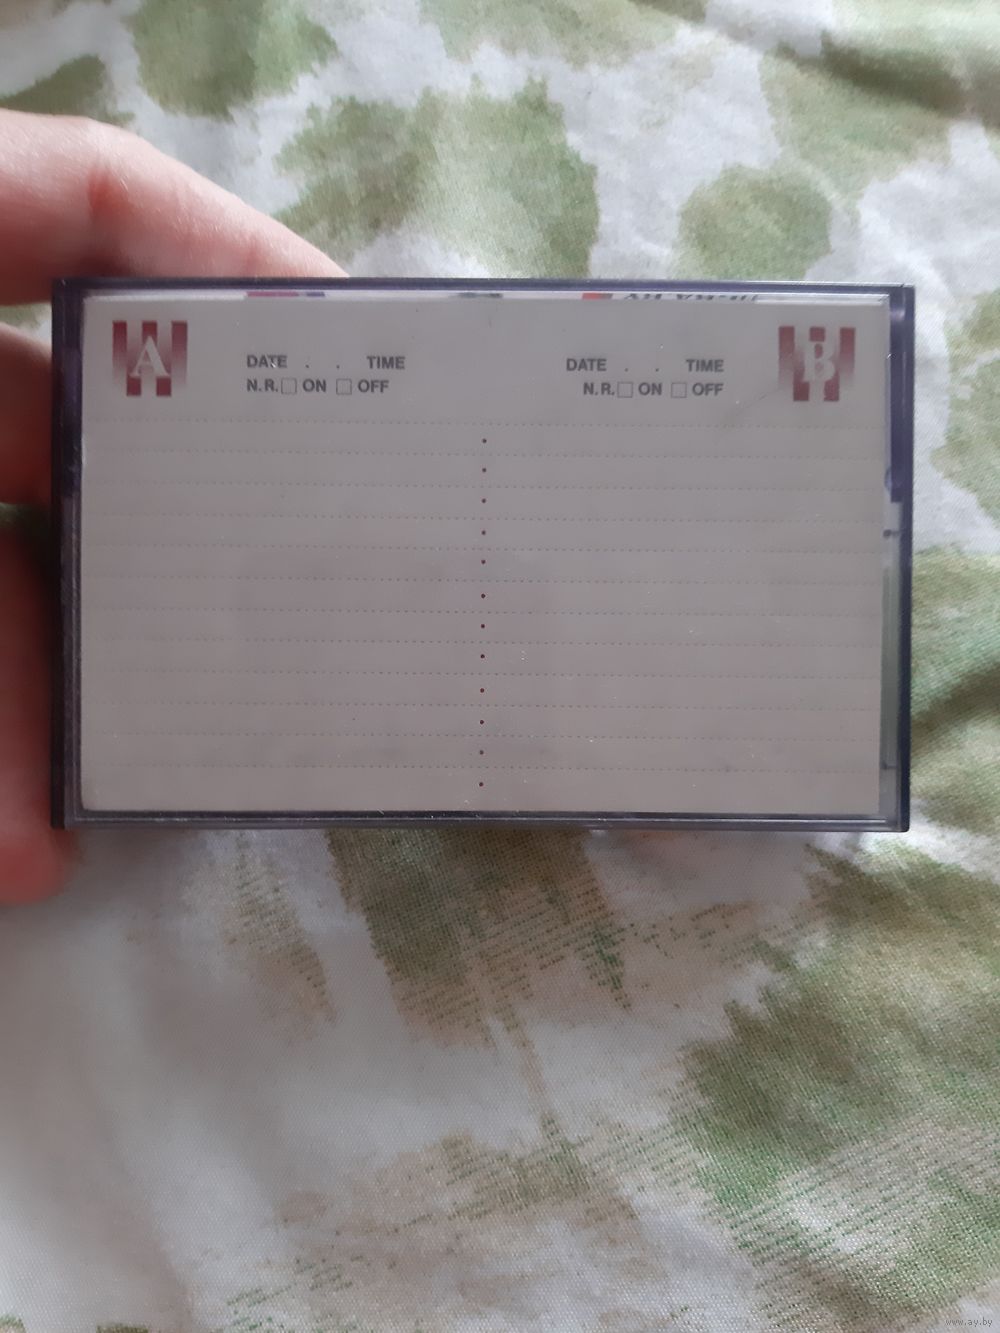 A
DATE . . TIME
N.R. □ ON □ OFF
B
DATE . . TIME
N.R. □ ON □ OFF
www.ay.by